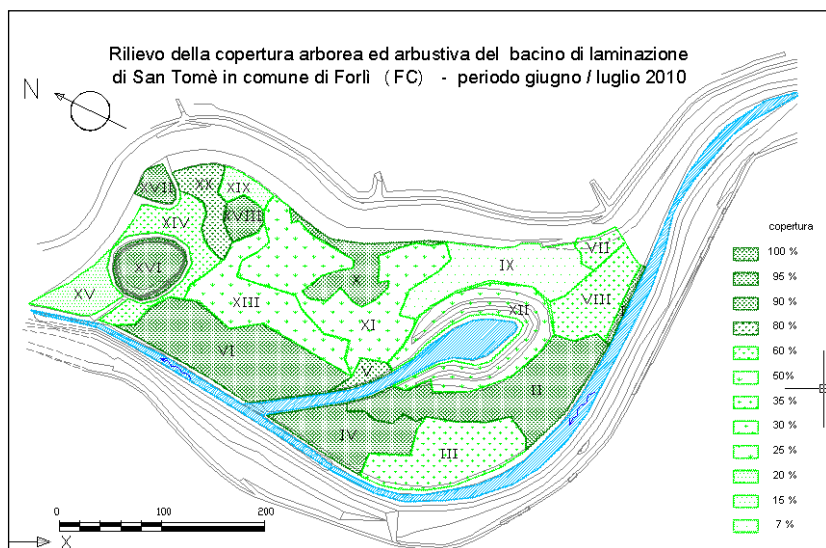 Rilievo della copertura arborea ed arbustiva del bacino di laminazione
di San Tomè in comune di Forlì ( FC ) - periodo giugno / luglio 2010
N
XVII
XX
XIX
XVIII
XIV
XVI
XV
XIII
X
IX
VII
VIII
I
XII
XI
VI
V
II
IV
III
copertura
100 %
95 %
90 %
80 %
60 %
50%
35 %
30 %
25 %
20 %
15 %
7 %
0
100
200
X